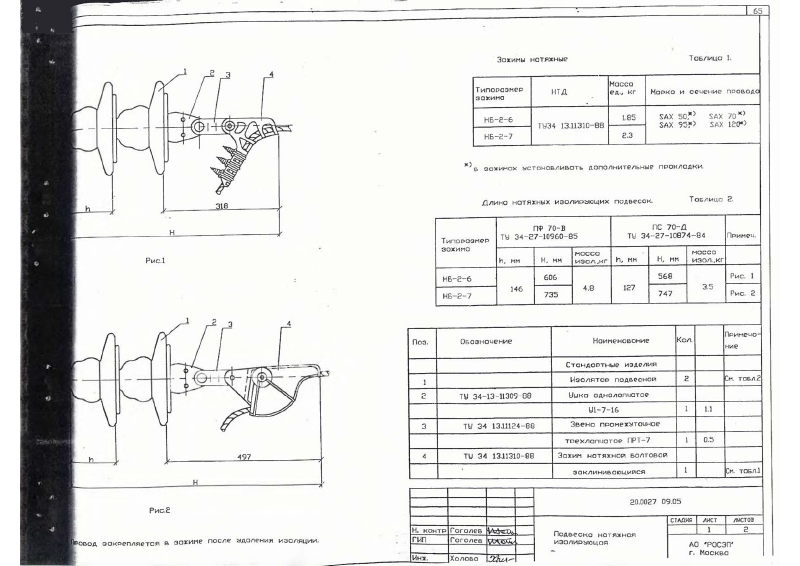 65
1
2
3
4
h
318
H
Рис.1
1
2
3
4
h
497
H
Рис.2
Провод закрепляется в зажиме после удаления изоляции.
Зажимы натяжные Таблица 1.
Типоразмер зажима НТД Масса ед., кг Марка и сечение провода
НБ-2-6 ТУ34 13.11310-88 1.85 SAX 50,*) SAX 70*)
НБ-2-7 2.3 SAX 95*) SAX 120*)
*) в зажимах устанавливать дополнительные прокладки.
Длина натяжных изолирующих подвесок. Таблица 2.
Типоразмер зажима ПФ 70-В ТУ 34-27-10960-85 ПС 70-Д ТУ 34-27-10874-84 Примеч.
h, мм H, мм масса изол.,кг h, мм H, мм масса изол.,кг
НБ-2-6 146 606 4.8 127 568 3.5 Рис. 1
НБ-2-7 735 747 Рис. 2
Поз. Обозначение Наименование Кол. Примечание
Стандартные изделия
1 Изолятор подвесной 2 См. табл.2
2 ТУ 34-13-11309-88 Ушко однолапчатое
У1-7-16 1 1.1
3 ТУ 34 13.11124-88 Звено промежуточное
трехлапчатое ПРТ-7 1 0.5
4 ТУ 34 13.11310-88 Зажим натяжной болтовой
заклинивающийся 1 См. табл.1
20.0027 09.05
Н. контр Гоголев
ГИП Гоголев
Инж. Холова
Подвеска натяжная
изолирующая
СТАДИЯ ЛИСТ ЛИСТОВ
1 2
АО "РОСЭП"
г. Москва